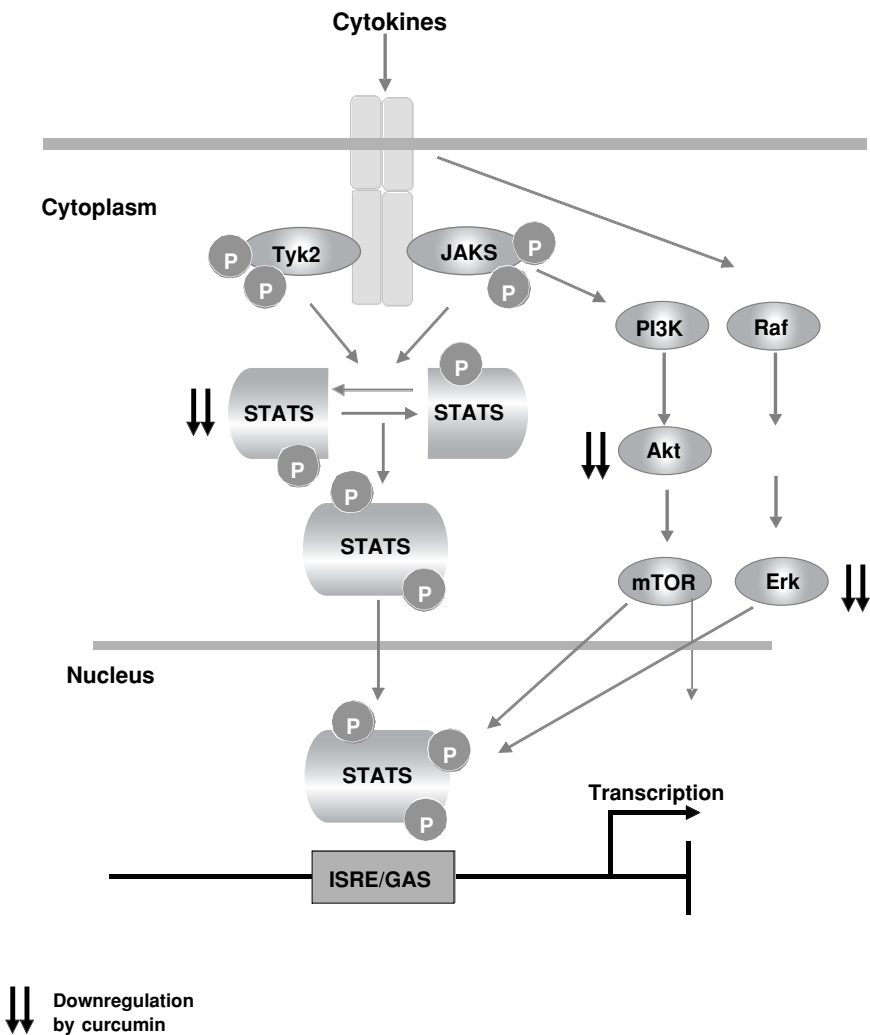 Cytokines
Cytoplasm
P
Tyk2
JAKS
P
P
P
PI3K
Raf
P
STATS
STATS
Akt
P
P
STATS
mTOR
Erk
P
Nucleus
P
P
STATS
Transcription
P
ISRE/GAS
Downregulation
by curcumin